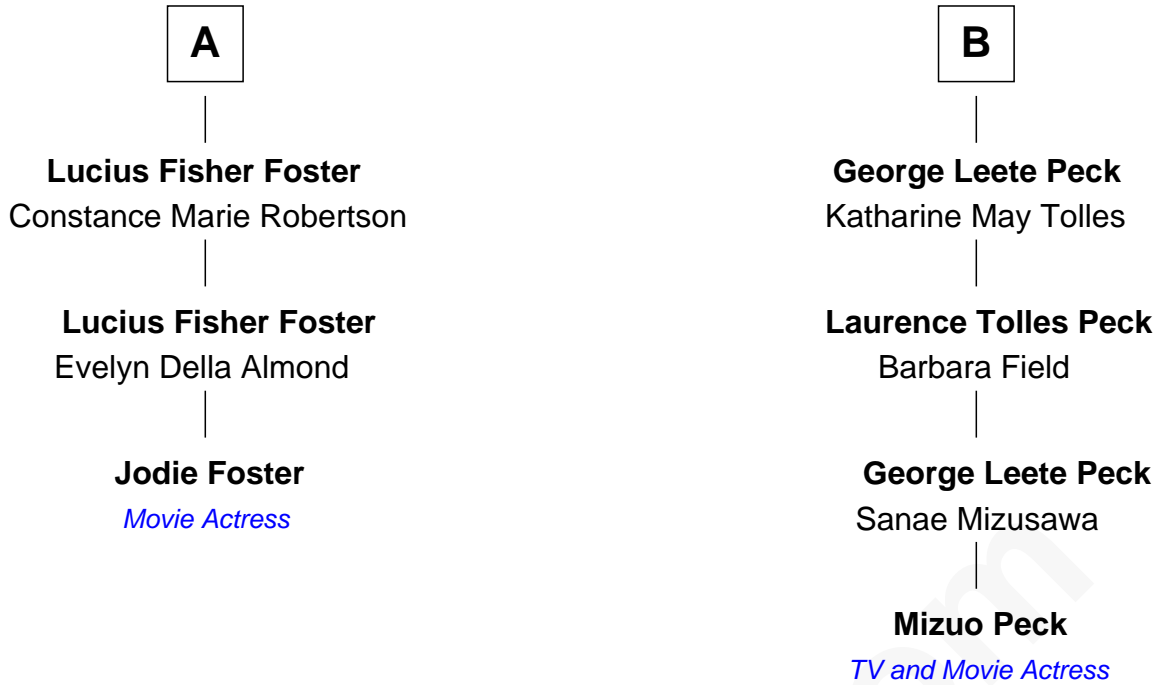 A
B
Lucius Fisher Foster
George Leete Peck
Constance Marie Robertson
Katharine May Tolles
Lucius Fisher Foster
Laurence Tolles Peck
Evelyn Della Almond
Barbara Field
Jodie Foster
George Leete Peck
Movie Actress
Sanae Mizusawa
Mizuo Peck
TV and Movie Actress